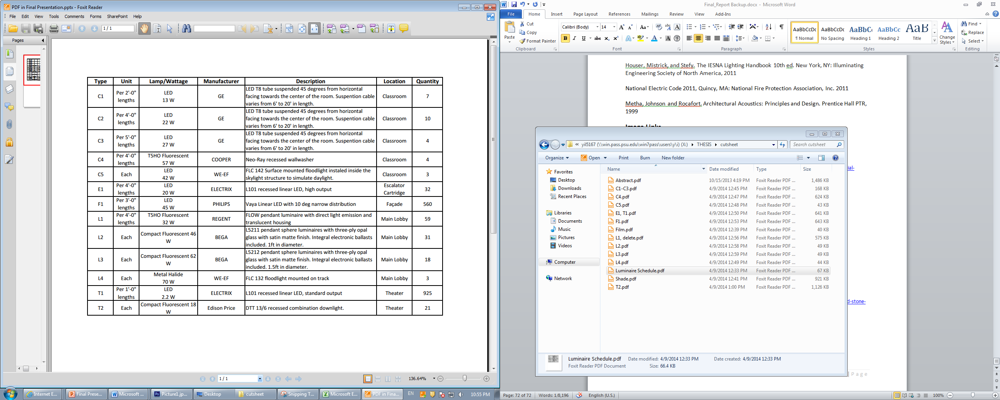 PDF in Final Presentation.pptx - Foxit Reader
File Edit View Tools Comments Forms SharePoint Help
1 / 1
Pages
Type Unit Lamp/Wattage Manufacturer Description Location Quantity
C1 Per 2'-0" lengths LED 13 W GE LED T8 tube suspended 45 degrees from horizontal facing towards the center of the room. Suspention cable varies from 6' to 20' in length. Classroom 7
C2 Per 4'-0" lengths LED 22 W GE LED T8 tube suspended 45 degrees from horizontal facing towards the center of the room. Suspention cable varies from 6' to 20' in length. Classroom 10
C3 Per 5'-0" lengths LED 27 W GE LED T8 tube suspended 45 degrees from horizontal facing towards the center of the room. Suspention cable varies from 6' to 20' in length. Classroom 4
C4 Per 4'-0" lengths T5HO Fluorescent 57 W COOPER Neo-Ray recessed wallwasher Classroom 4
C5 Each LED 42 W WE-EF FLC 142 Surface mounted floodlight instaled inside the skylight structure to simulate daylight. Classroom 3
E1 Per 4'-0" lengths LED 20 W ELECTRIX L101 recessed linear LED, high output Escalator Cartridge 32
F1 Per 3'-0" lengths LED 45 W PHILIPS Vaya Linear LED with 10 deg narrow distribution Façade 560
L1 Per 4'-0" lengths T5HO Fluorescent 32 W REGENT FLOW pendant luminaire with direct light emission and translucent housing Main Lobby 59
L2 Each Compact Fluorescent 46 W BEGA L5211 pendant sphere luminaires with three-ply opal glass with satin matte finish. Integral electronic ballasts included. 1ft in diameter. Main Lobby 31
L3 Each Compact Fluorescent 62 W BEGA L5212 pendant sphere luminaires with three-ply opal glass with satin matte finish. Integral electronic ballasts included. 1.5ft in diameter. Main Lobby 18
L4 Each Metal Halide 70 W WE-EF FLC 132 floodlight mounted on track Main Lobby 3
T1 Per 1'-0" lengths LED 2.2 W ELECTRIX L101 recessed linear LED, standard output Theater 925
T2 Each Compact Fluorescent 18 W Edison Price DTT 13/6 recessed combination downlight. Theater 21
1 / 1 136.64%
Internet E... Final Prese... Microsoft ... Picture1.jp... Desktop cutsheet Snipping T... Microsoft E... PDF in Fina... EN 10:55 PM
Final_Report Backup.docx - Microsoft Word
File Home Insert Page Layout References Mailings Review View Add-Ins
Paste Cut Copy Format Painter
Calibri (Body) 14
AaBbCcDc ¶ Normal AaBbCcDc No Spacing AaBbC Heading 1 AaBbCc Heading 2 AaB Title
Change Styles
Find Replace Select
Clipboard Font Paragraph Styles Editing
Houser, Mistrick, and Stefy. The IESNA Lighting Handbook 10th ed. New York, NY: Illuminating
Engineering Society of North America, 2011
National Electric Code 2011, Quincy, MA: National Fire Protection Association, Inc. 2011
Metha, Johnson and Rocafort. Architectural Acoustics: Principles and Design. Prentice Hall PTR,
1999
Image Links
ial-
d-stone-
| Page
« yil5167 (\\win.pass.psu.edu\win7pass\users\y\i) (X:) THESIS cutsheet
Search cutsheet
Organize Open Print Burn New folder
Favorites
Desktop
Downloads
Recent Places
Libraries
Documents
Music
Pictures
Videos
Computer
Network
Name Date modified Type Size
Abstract.pdf 10/15/2013 4:19 PM Foxit Reader PDF ... 1,486 KB
C1-C3.pdf 4/9/2014 12:45 PM Foxit Reader PDF ... 168 KB
C4.pdf 4/9/2014 12:47 PM Foxit Reader PDF ... 624 KB
C5.pdf 4/9/2014 12:48 PM Foxit Reader PDF ... 43 KB
E1, T1.pdf 4/9/2014 12:50 PM Foxit Reader PDF ... 641 KB
F1.pdf 4/9/2014 12:53 PM Foxit Reader PDF ... 643 KB
Film.pdf 4/9/2014 12:39 PM Foxit Reader PDF ... 40 KB
L1, delete.pdf 4/9/2014 12:56 PM Foxit Reader PDF ... 575 KB
L2.pdf 4/9/2014 12:58 PM Foxit Reader PDF ... 49 KB
L3.pdf 4/9/2014 12:59 PM Foxit Reader PDF ... 49 KB
L4.pdf 4/9/2014 12:49 PM Foxit Reader PDF ... 44 KB
Luminaire Schedule.pdf 4/9/2014 12:33 PM Foxit Reader PDF ... 67 KB
Shade.pdf 4/9/2014 12:41 PM Foxit Reader PDF ... 921 KB
T2.pdf 4/9/2014 1:00 PM Foxit Reader PDF ... 1,126 KB
Luminaire Schedule.pdf Date modified: 4/9/2014 12:33 PM Date created: 4/9/2014 12:33 PM
Foxit Reader PDF Document Size: 66.4 KB
Page: 72 of 72 Words: 1/8,196 English (U.S.) 100%